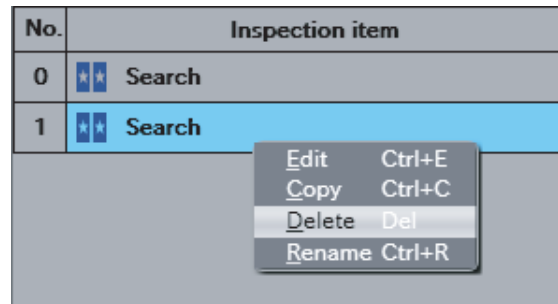 No. Inspection item
0 Search
1 Search
Edit Ctrl+E
Copy Ctrl+C
Delete Del
Rename Ctrl+R